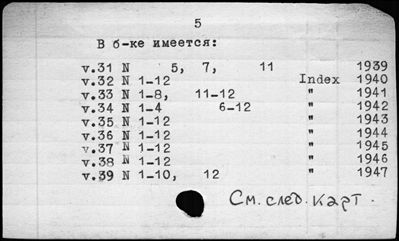 5
В б-ке имеется:
v.31 N 5, 7, 11 1939
v.32 N 1-12 Index 1940
v.33 N 1-8, 11-12 " 1941
v.34 N 1-4 6-12 " 1942
v.35 N 1-12 " 1943
v.36 N 1-12 " 1944
v.37 N 1-12 " 1945
v.38 N 1-12 " 1946
v.39 N 1-10, 12 " 1947
См. след. карт.